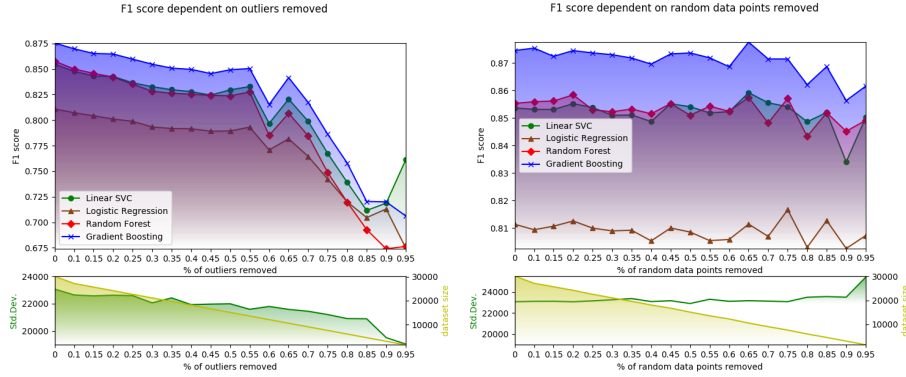 F1 score dependent on outliers removed
0.875
0.850
0.825
0.800
0.775
0.750
0.725
0.700
0.675
F1 score
Linear SVC
Logistic Regression
Random Forest
Gradient Boosting
0 0.1 0.15 0.2 0.25 0.3 0.35 0.4 0.45 0.5 0.55 0.6 0.65 0.7 0.75 0.8 0.85 0.9 0.95
% of outliers removed
24000
22000
20000
Std.Dev.
30000
20000
10000
dataset size
0 0.1 0.15 0.2 0.25 0.3 0.35 0.4 0.45 0.5 0.55 0.6 0.65 0.7 0.75 0.8 0.85 0.9 0.95
% of outliers removed
F1 score dependent on random data points removed
0.87
0.86
0.85
0.84
0.83
0.82
0.81
F1 score
Linear SVC
Logistic Regression
Random Forest
Gradient Boosting
0 0.1 0.15 0.2 0.25 0.3 0.35 0.4 0.45 0.5 0.55 0.6 0.65 0.7 0.75 0.8 0.85 0.9 0.95
% of random data points removed
24000
22000
20000
Std.Dev.
30000
20000
10000
dataset size
0 0.1 0.15 0.2 0.25 0.3 0.35 0.4 0.45 0.5 0.55 0.6 0.65 0.7 0.75 0.8 0.85 0.9 0.95
% of random data points removed